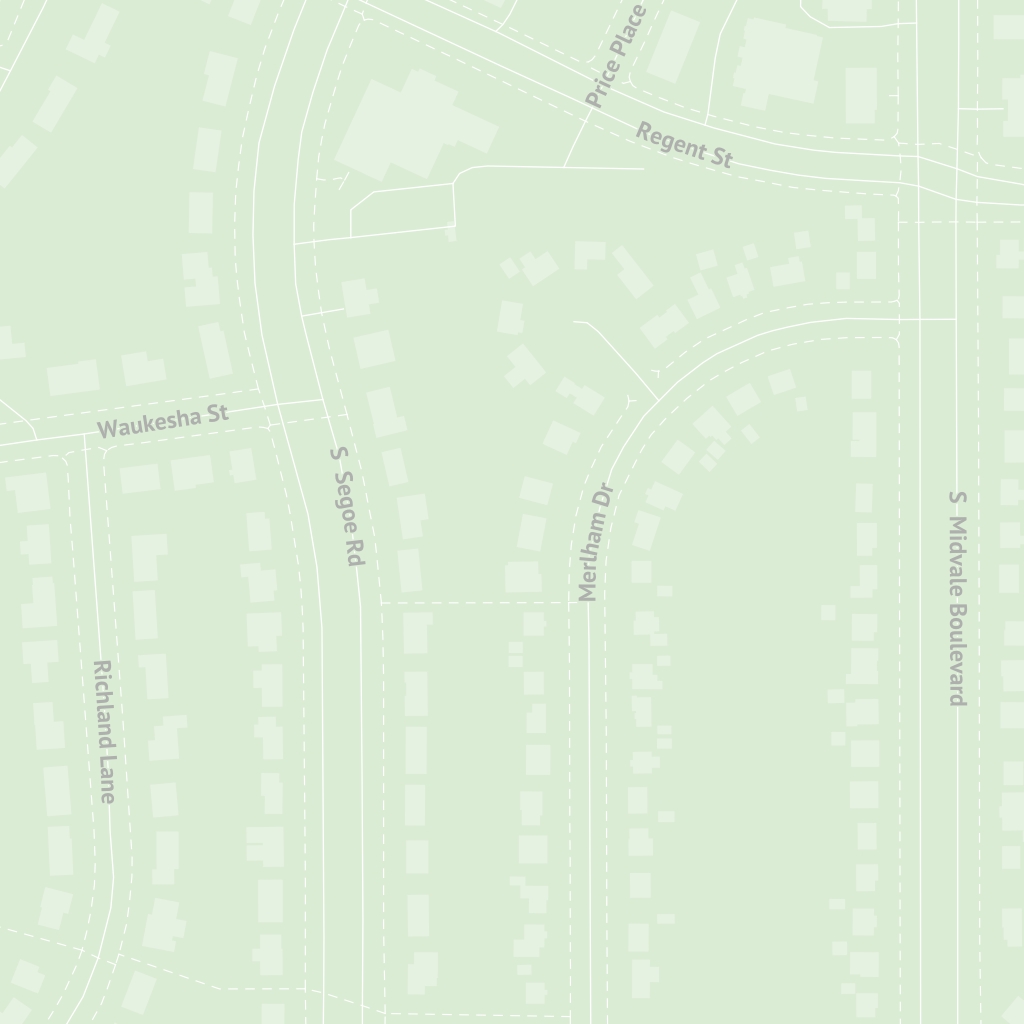 Price Place
Regent St
Waukesha St
S Segoe Rd
Merlham Dr
S Midvale Boulevard
Richland Lane